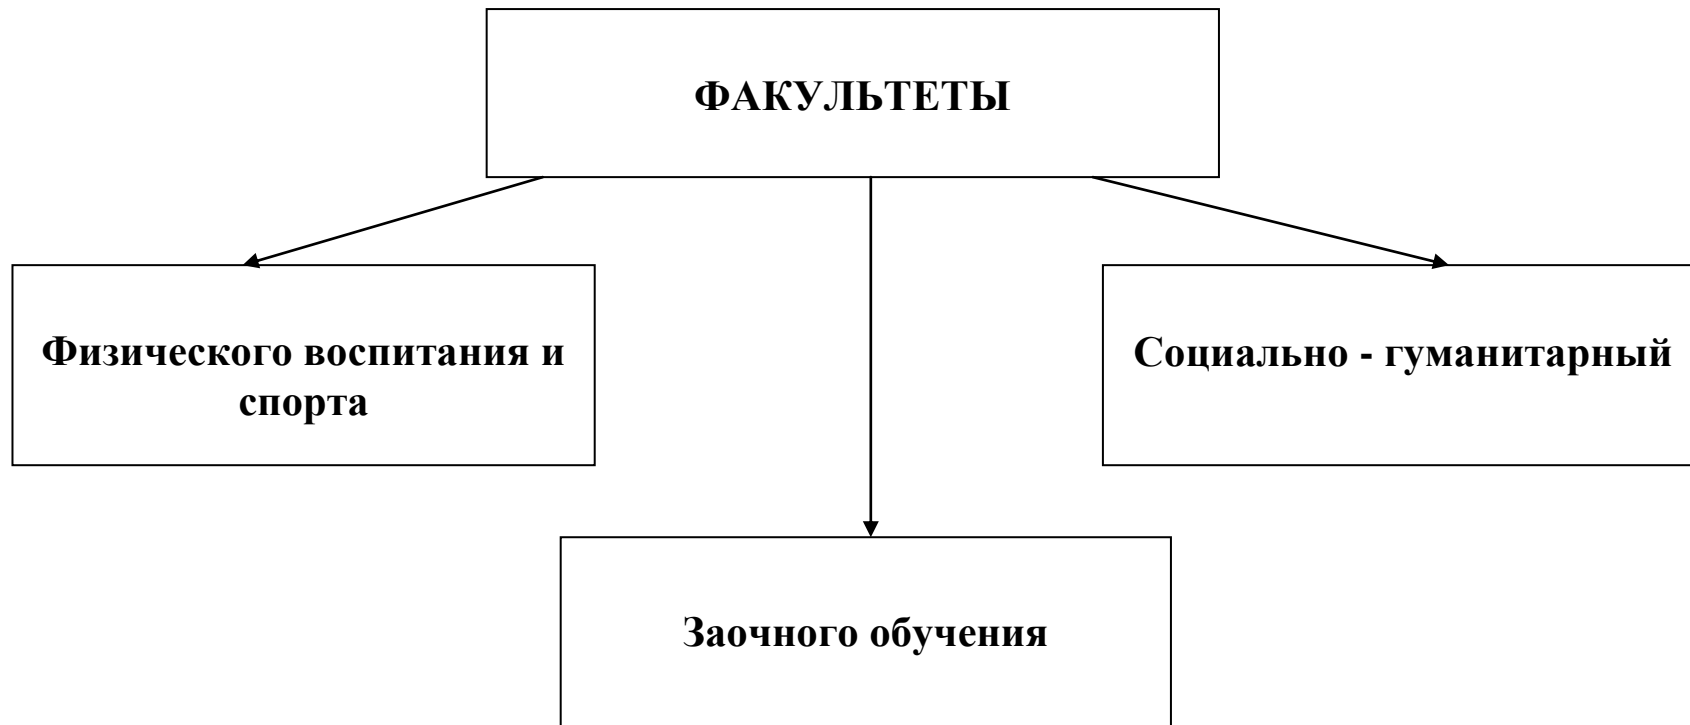 ФАКУЛЬТЕТЫ
Физического воспитания и
спорта
Социально - гуманитарный
Заочного обучения